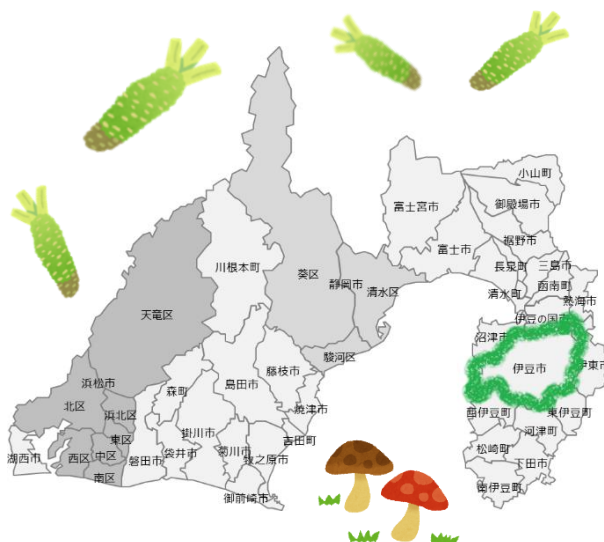 小山町
御殿場市
富士宮市
裾野市
富士市
長泉町
三島市
函南町
川根本町
葵区
静岡市
清水区
清水町
熱海市
天竜区
伊豆の国市
沼津市
駿河区
伊東市
伊豆市
藤枝市
浜松市
森町
島田市
北区
浜北区
焼津市
西伊豆町
東伊豆町
掛川市
吉田町
河津町
東区
湖西市
西区
中区
磐田市
袋井市
菊川市
牧之原市
松崎町
下田市
南区
南伊豆町
御前崎市